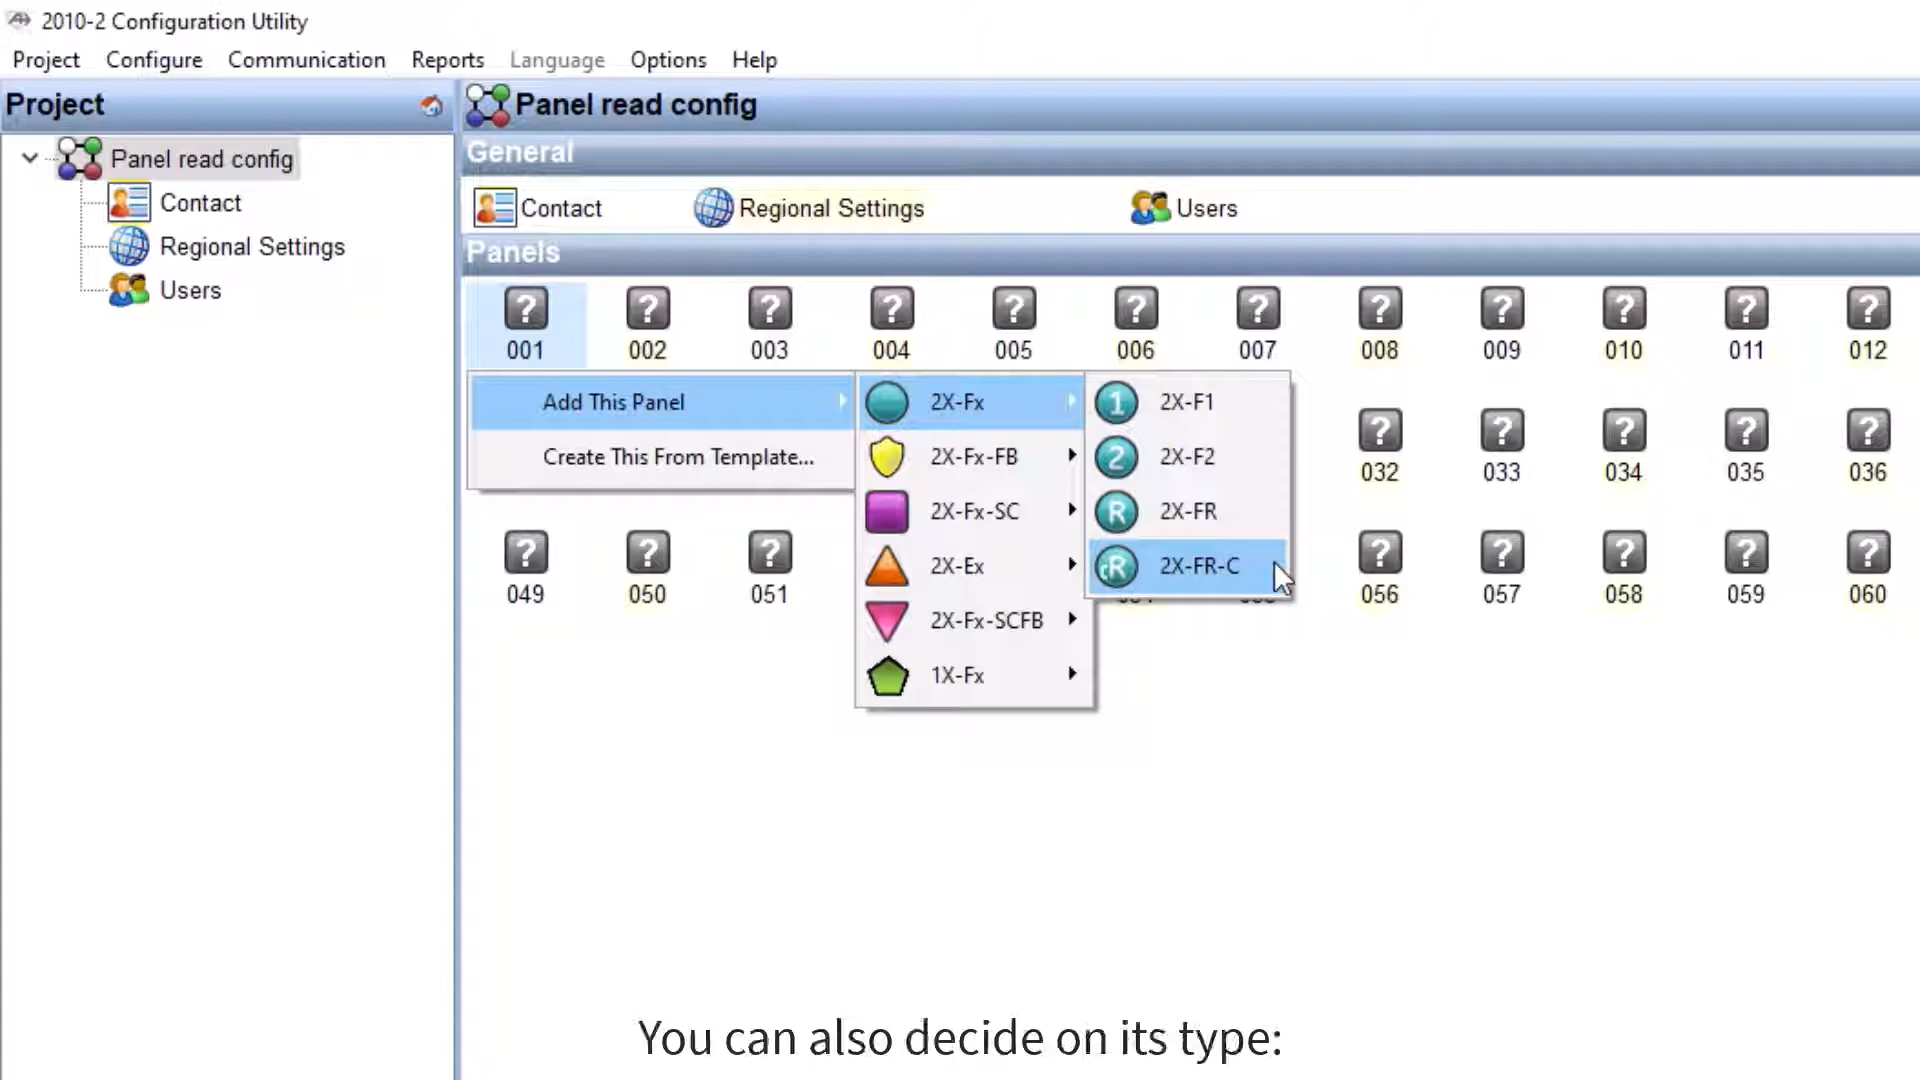 2010-2 Configuration Utility
Project Configure Communication Reports Language Options Help
Project
Panel read config
Contact
Regional Settings
Users
Panel read config
General
Contact Regional Settings Users
Panels
? ? ? ? ? ? ? ? ? ? ? ?
001 002 003 004 005 006 007 008 009 010 011 012
Add This Panel
Create This From Template...
2X-Fx
2X-Fx-FB
2X-Fx-SC
2X-Ex
2X-Fx-SCFB
1X-Fx
1 2X-F1
2 2X-F2
R 2X-FR
cR 2X-FR-C
? ? ? ? ?
032 033 034 035 036
? ? ? ? ? ? ? ?
049 050 051 056 057 058 059 060
You can also decide on its type: